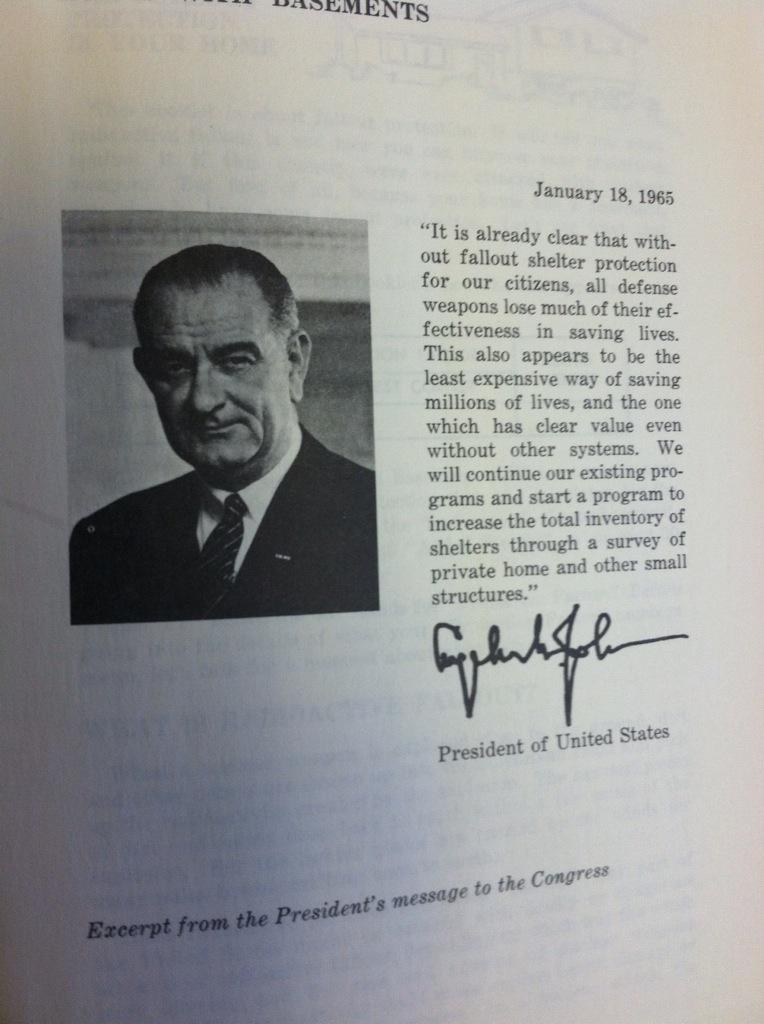 WITH BASEMENTS
January 18, 1965
"It is already clear that with-
out fallout shelter protection
for our citizens, all defense
weapons lose much of their ef-
fectiveness in saving lives.
This also appears to be the
least expensive way of saving
millions of lives, and the one
which has clear value even
without other systems. We
will continue our existing pro-
grams and start a program to
increase the total inventory of
shelters through a survey of
private home and other small
structures."
President of United States
Excerpt from the President's message to the Congress